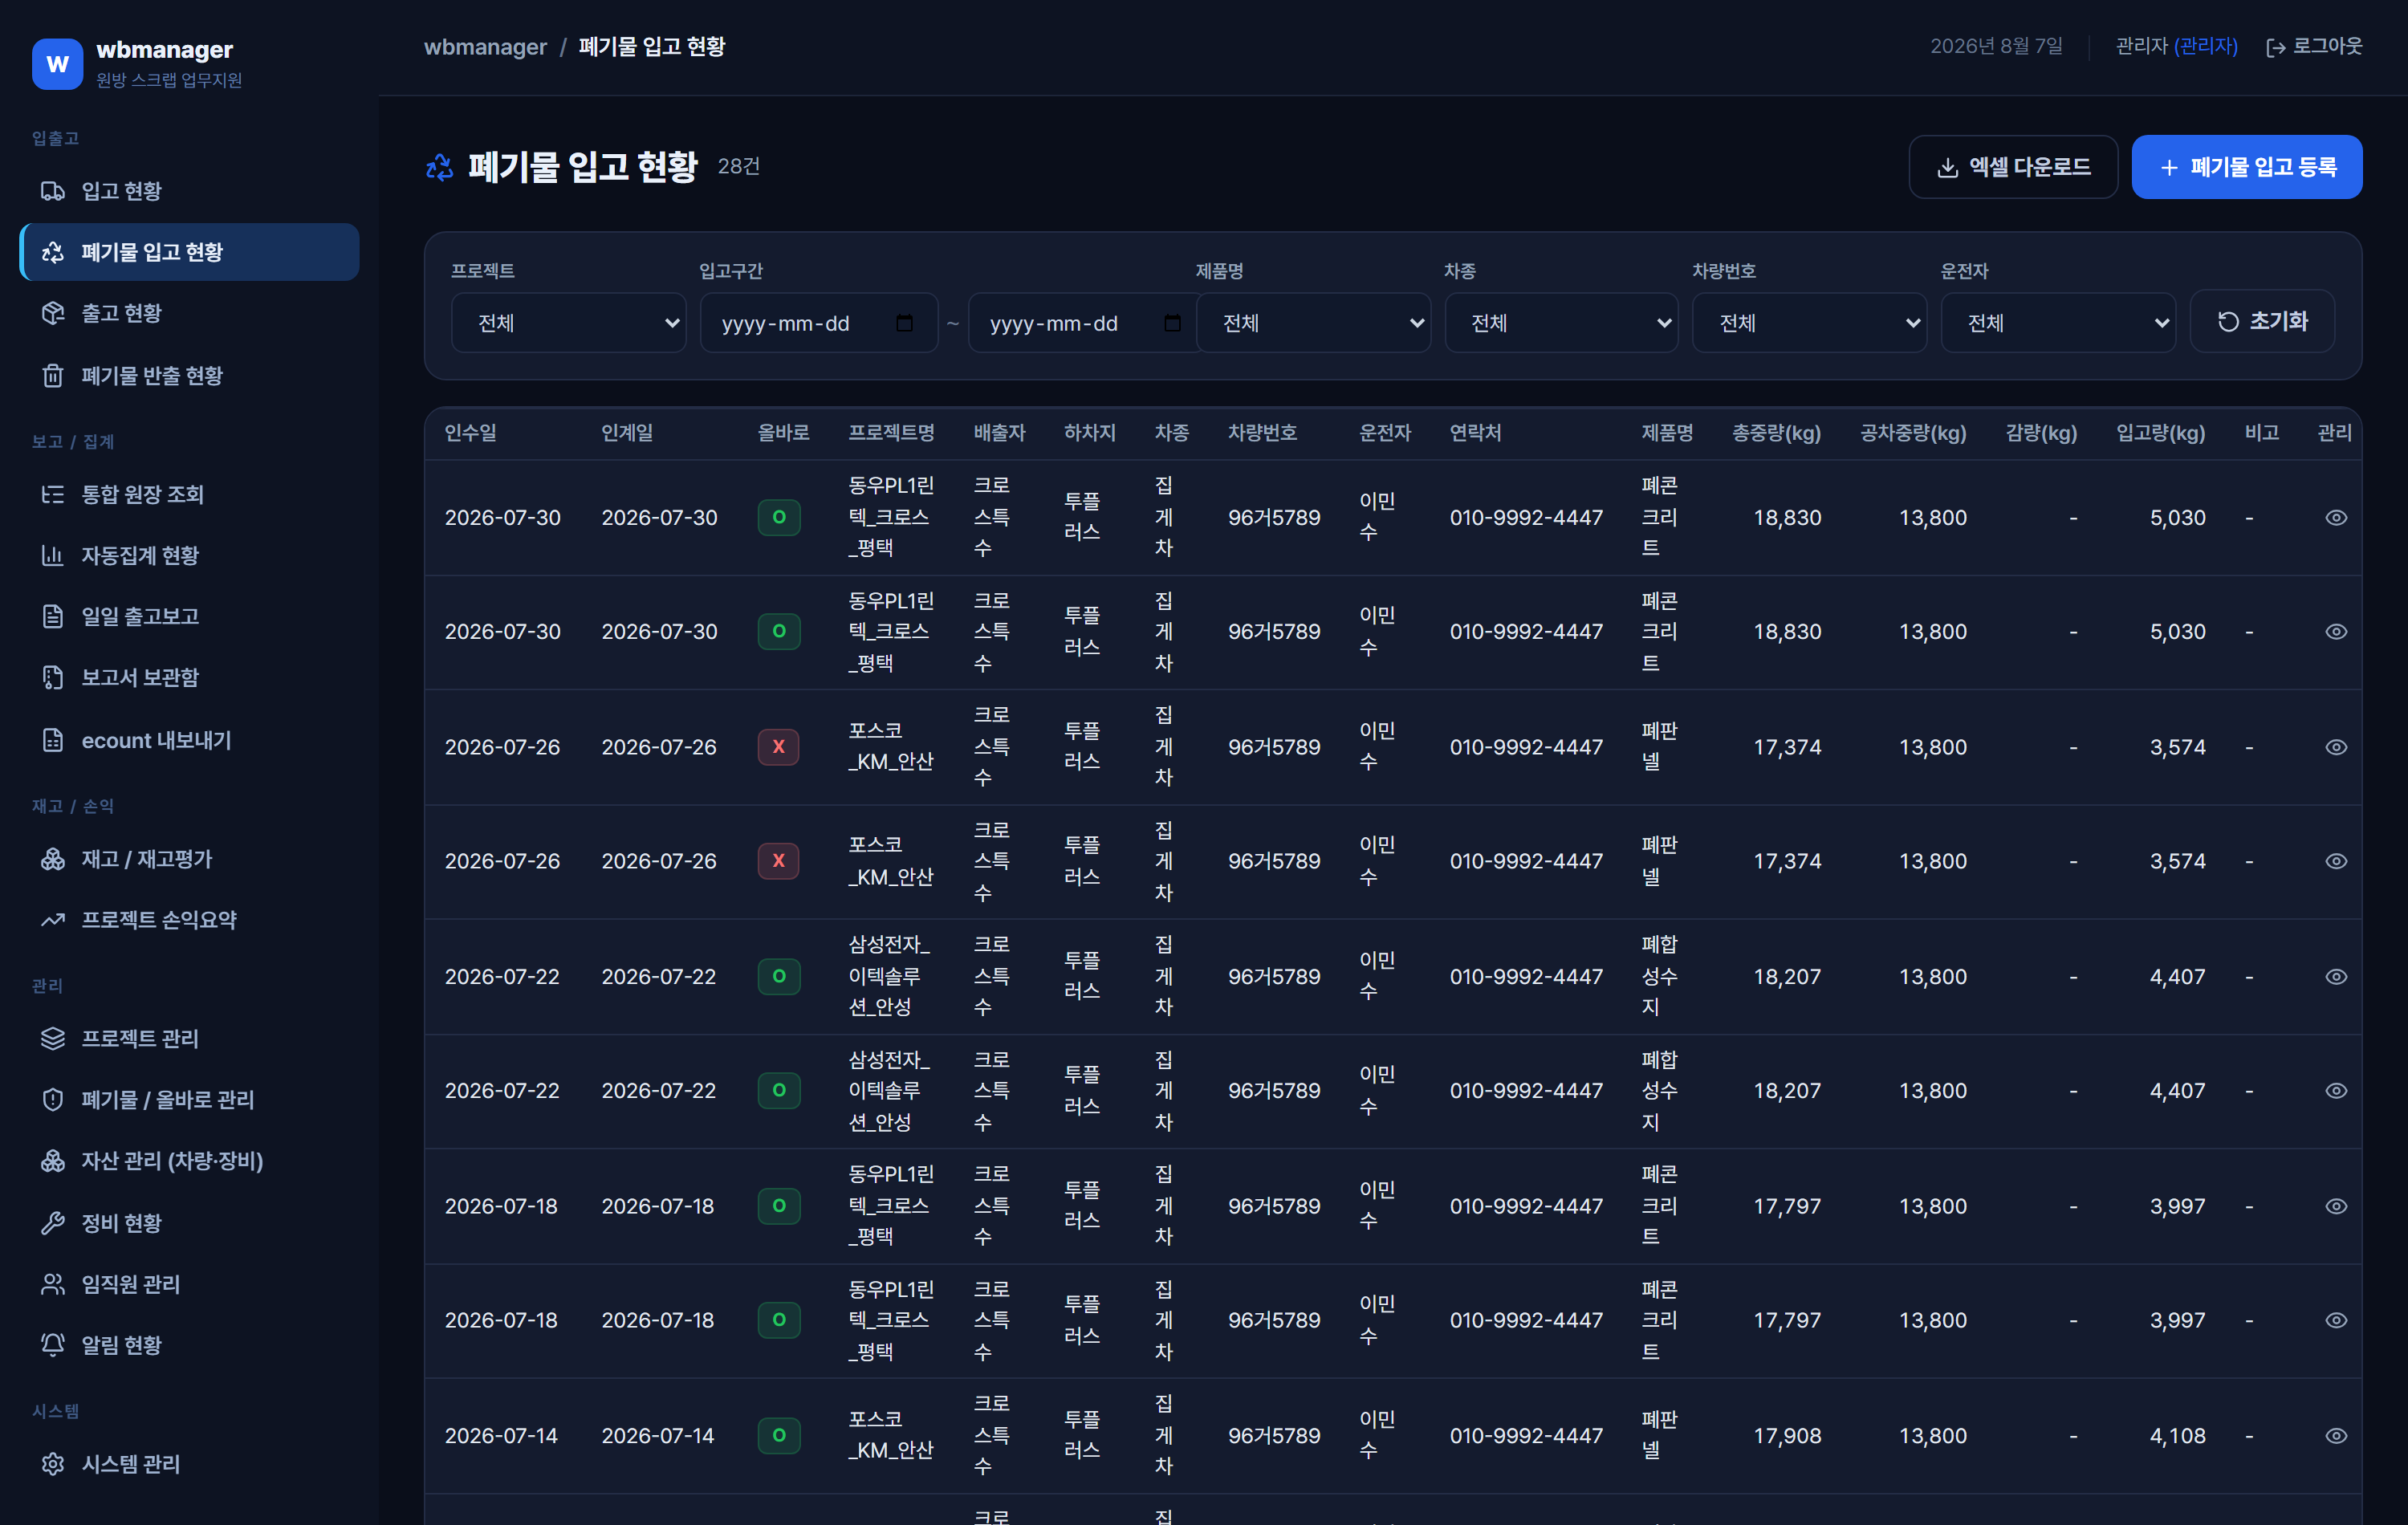 W
wbmanager
원방 스크랩 업무지원
입출고
입고 현황
폐기물 입고 현황
출고 현황
폐기물 반출 현황
보고 / 집계
통합 원장 조회
자동집계 현황
일일 출고보고
보고서 보관함
ecount 내보내기
재고 / 손익
재고 / 재고평가
프로젝트 손익요약
관리
프로젝트 관리
폐기물 / 올바로 관리
자산 관리 (차량·장비)
정비 현황
임직원 관리
알림 현황
시스템
시스템 관리
wbmanager / 폐기물 입고 현황
2026년 8월 7일 관리자 (관리자) 로그아웃
폐기물 입고 현황 28건
엑셀 다운로드
+ 폐기물 입고 등록
프로젝트 입고구간 제품명 차종 차량번호 운전자
전체 yyyy-mm-dd ~ yyyy-mm-dd 전체 전체 전체 전체 초기화
인수일 인계일 올바로 프로젝트명 배출자 하차지 차종 차량번호 운전자 연락처 제품명 총중량(kg) 공차중량(kg) 감량(kg) 입고량(kg) 비고 관리
2026-07-30 2026-07-30 O 동우PL1린텍_크로스_평택 크로스특수 투플러스 집게차 96거5789 이민수 010-9992-4447 폐콘크리트 18,830 13,800 - 5,030 -
2026-07-30 2026-07-30 O 동우PL1린텍_크로스_평택 크로스특수 투플러스 집게차 96거5789 이민수 010-9992-4447 폐콘크리트 18,830 13,800 - 5,030 -
2026-07-26 2026-07-26 X 포스코_KM_안산 크로스특수 투플러스 집게차 96거5789 이민수 010-9992-4447 폐판넬 17,374 13,800 - 3,574 -
2026-07-26 2026-07-26 X 포스코_KM_안산 크로스특수 투플러스 집게차 96거5789 이민수 010-9992-4447 폐판넬 17,374 13,800 - 3,574 -
2026-07-22 2026-07-22 O 삼성전자_이텍솔루션_안성 크로스특수 투플러스 집게차 96거5789 이민수 010-9992-4447 폐합성수지 18,207 13,800 - 4,407 -
2026-07-22 2026-07-22 O 삼성전자_이텍솔루션_안성 크로스특수 투플러스 집게차 96거5789 이민수 010-9992-4447 폐합성수지 18,207 13,800 - 4,407 -
2026-07-18 2026-07-18 O 동우PL1린텍_크로스_평택 크로스특수 투플러스 집게차 96거5789 이민수 010-9992-4447 폐콘크리트 17,797 13,800 - 3,997 -
2026-07-18 2026-07-18 O 동우PL1린텍_크로스_평택 크로스특수 투플러스 집게차 96거5789 이민수 010-9992-4447 폐콘크리트 17,797 13,800 - 3,997 -
2026-07-14 2026-07-14 O 포스코_KM_안산 크로스특수 투플러스 집게차 96거5789 이민수 010-9992-4447 폐판넬 17,908 13,800 - 4,108 -
크로 집